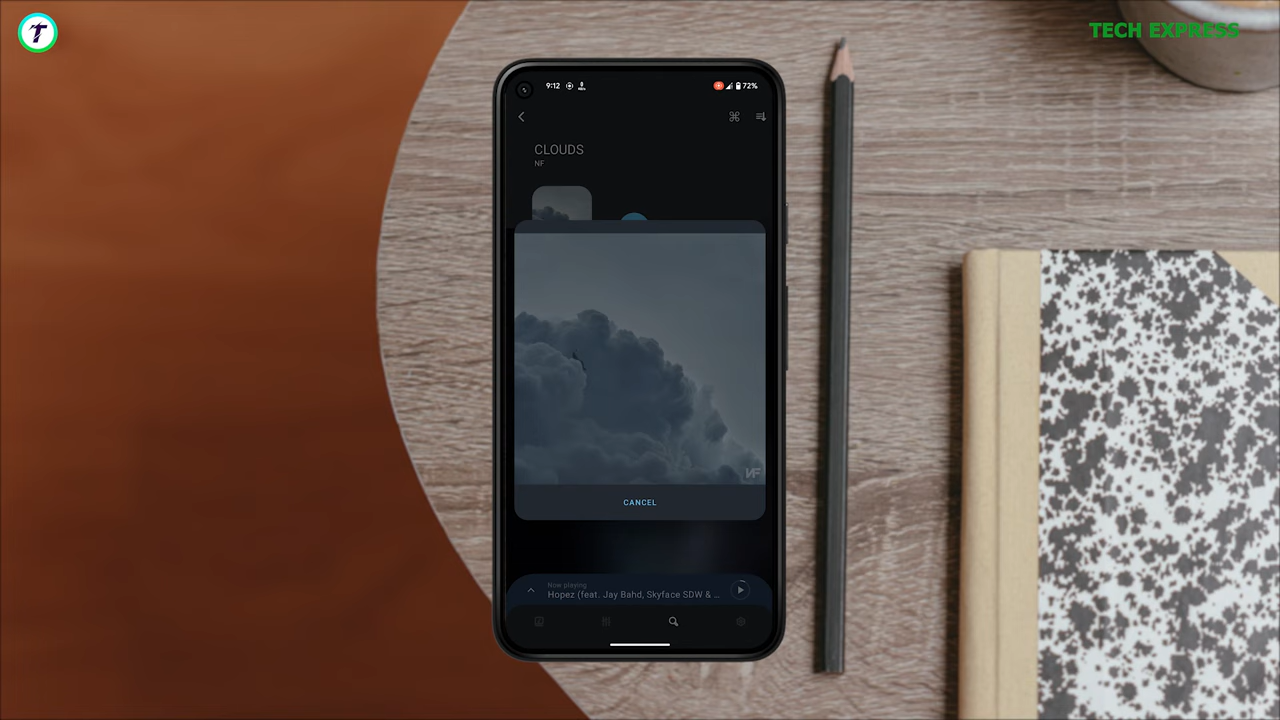 T
TECH EXPRESS
9:12
72%
CLOUDS
NF
NF
CANCEL
Now playing
Hopez (feat. Jay Bahd, Skyface SDW & ...